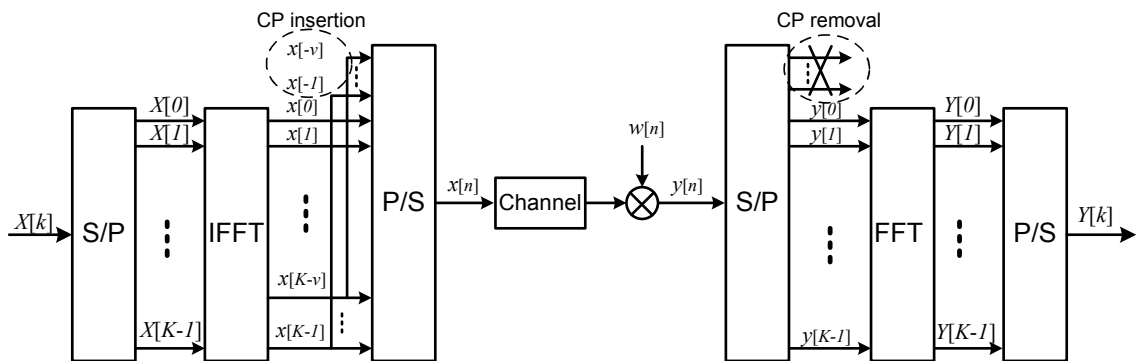 CP insertion
CP removal
x[-v]
x[-1]
X[0]
x[0]
X[1]
x[1]
y[0]
Y[0]
y[1]
Y[1]
w[n]
X[k]
S/P
IFFT
P/S
x[n]
Channel
y[n]
S/P
FFT
P/S
Y[k]
x[K-v]
X[K-1]
x[K-1]
y[K-1]
Y[K-1]